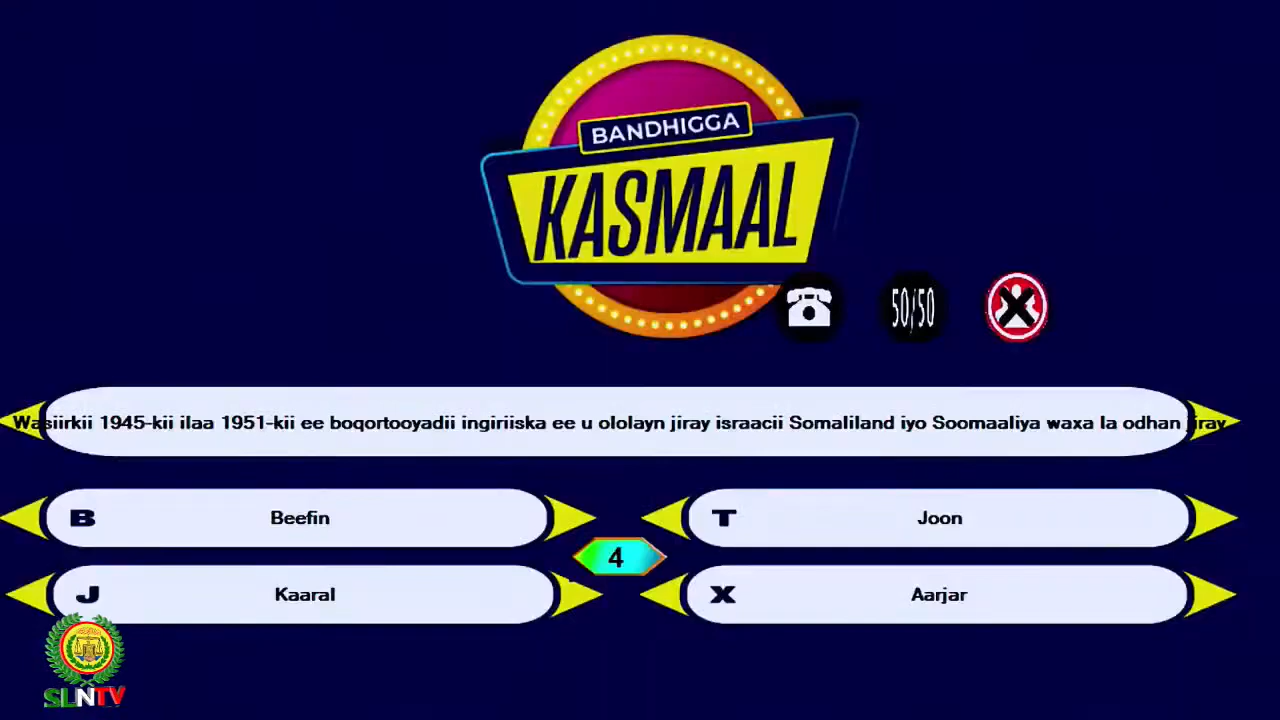 BANDHIGGA
KASMAAL
50/50
Wasiirkii 1945-kii ilaa 1951-kii ee boqortooyadii ingiriiska ee u ololayn jiray israacii Somaliland iyo Soomaaliya waxa la odhan jiray
B Beefin
T Joon
4
J Kaaral
X Aarjar
SLNTV